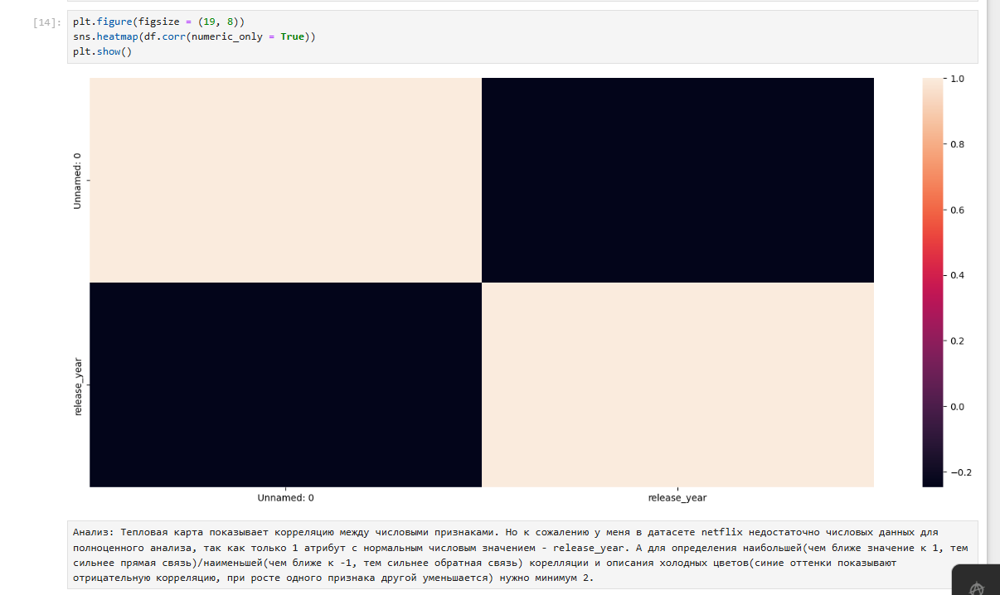 [14]:
plt.figure(figsize = (19, 8))
sns.heatmap(df.corr(numeric_only = True))
plt.show()
1.0
0.8
0.6
0.4
0.2
0.0
−0.2
Unnamed: 0
release_year
Unnamed: 0
release_year
Анализ: Тепловая карта показывает корреляцию между числовыми признаками. Но к сожалению у меня в датасете netflix недостаточно числовых данных для
полноценного анализа, так как только 1 атрибут с нормальным числовым значением - release_year. А для определения наибольшей(чем ближе значение к 1, тем
сильнее прямая связь)/наименьшей(чем ближе к -1, тем сильнее обратная связь) корелляции и описания холодных цветов(синие оттенки показывают
отрицательную корреляцию, при росте одного признака другой уменьшается) нужно минимум 2.